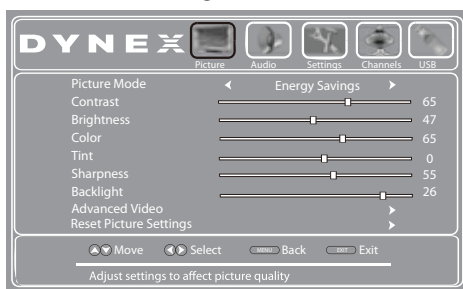 DYNEX
Picture Audio Settings Channels USB
Picture Mode Energy Savings
Contrast 65
Brightness 47
Color 65
Tint 0
Sharpness 55
Backlight 26
Advanced Video
Reset Picture Settings
Move Select MENU Back EXIT Exit
Adjust settings to affect picture quality